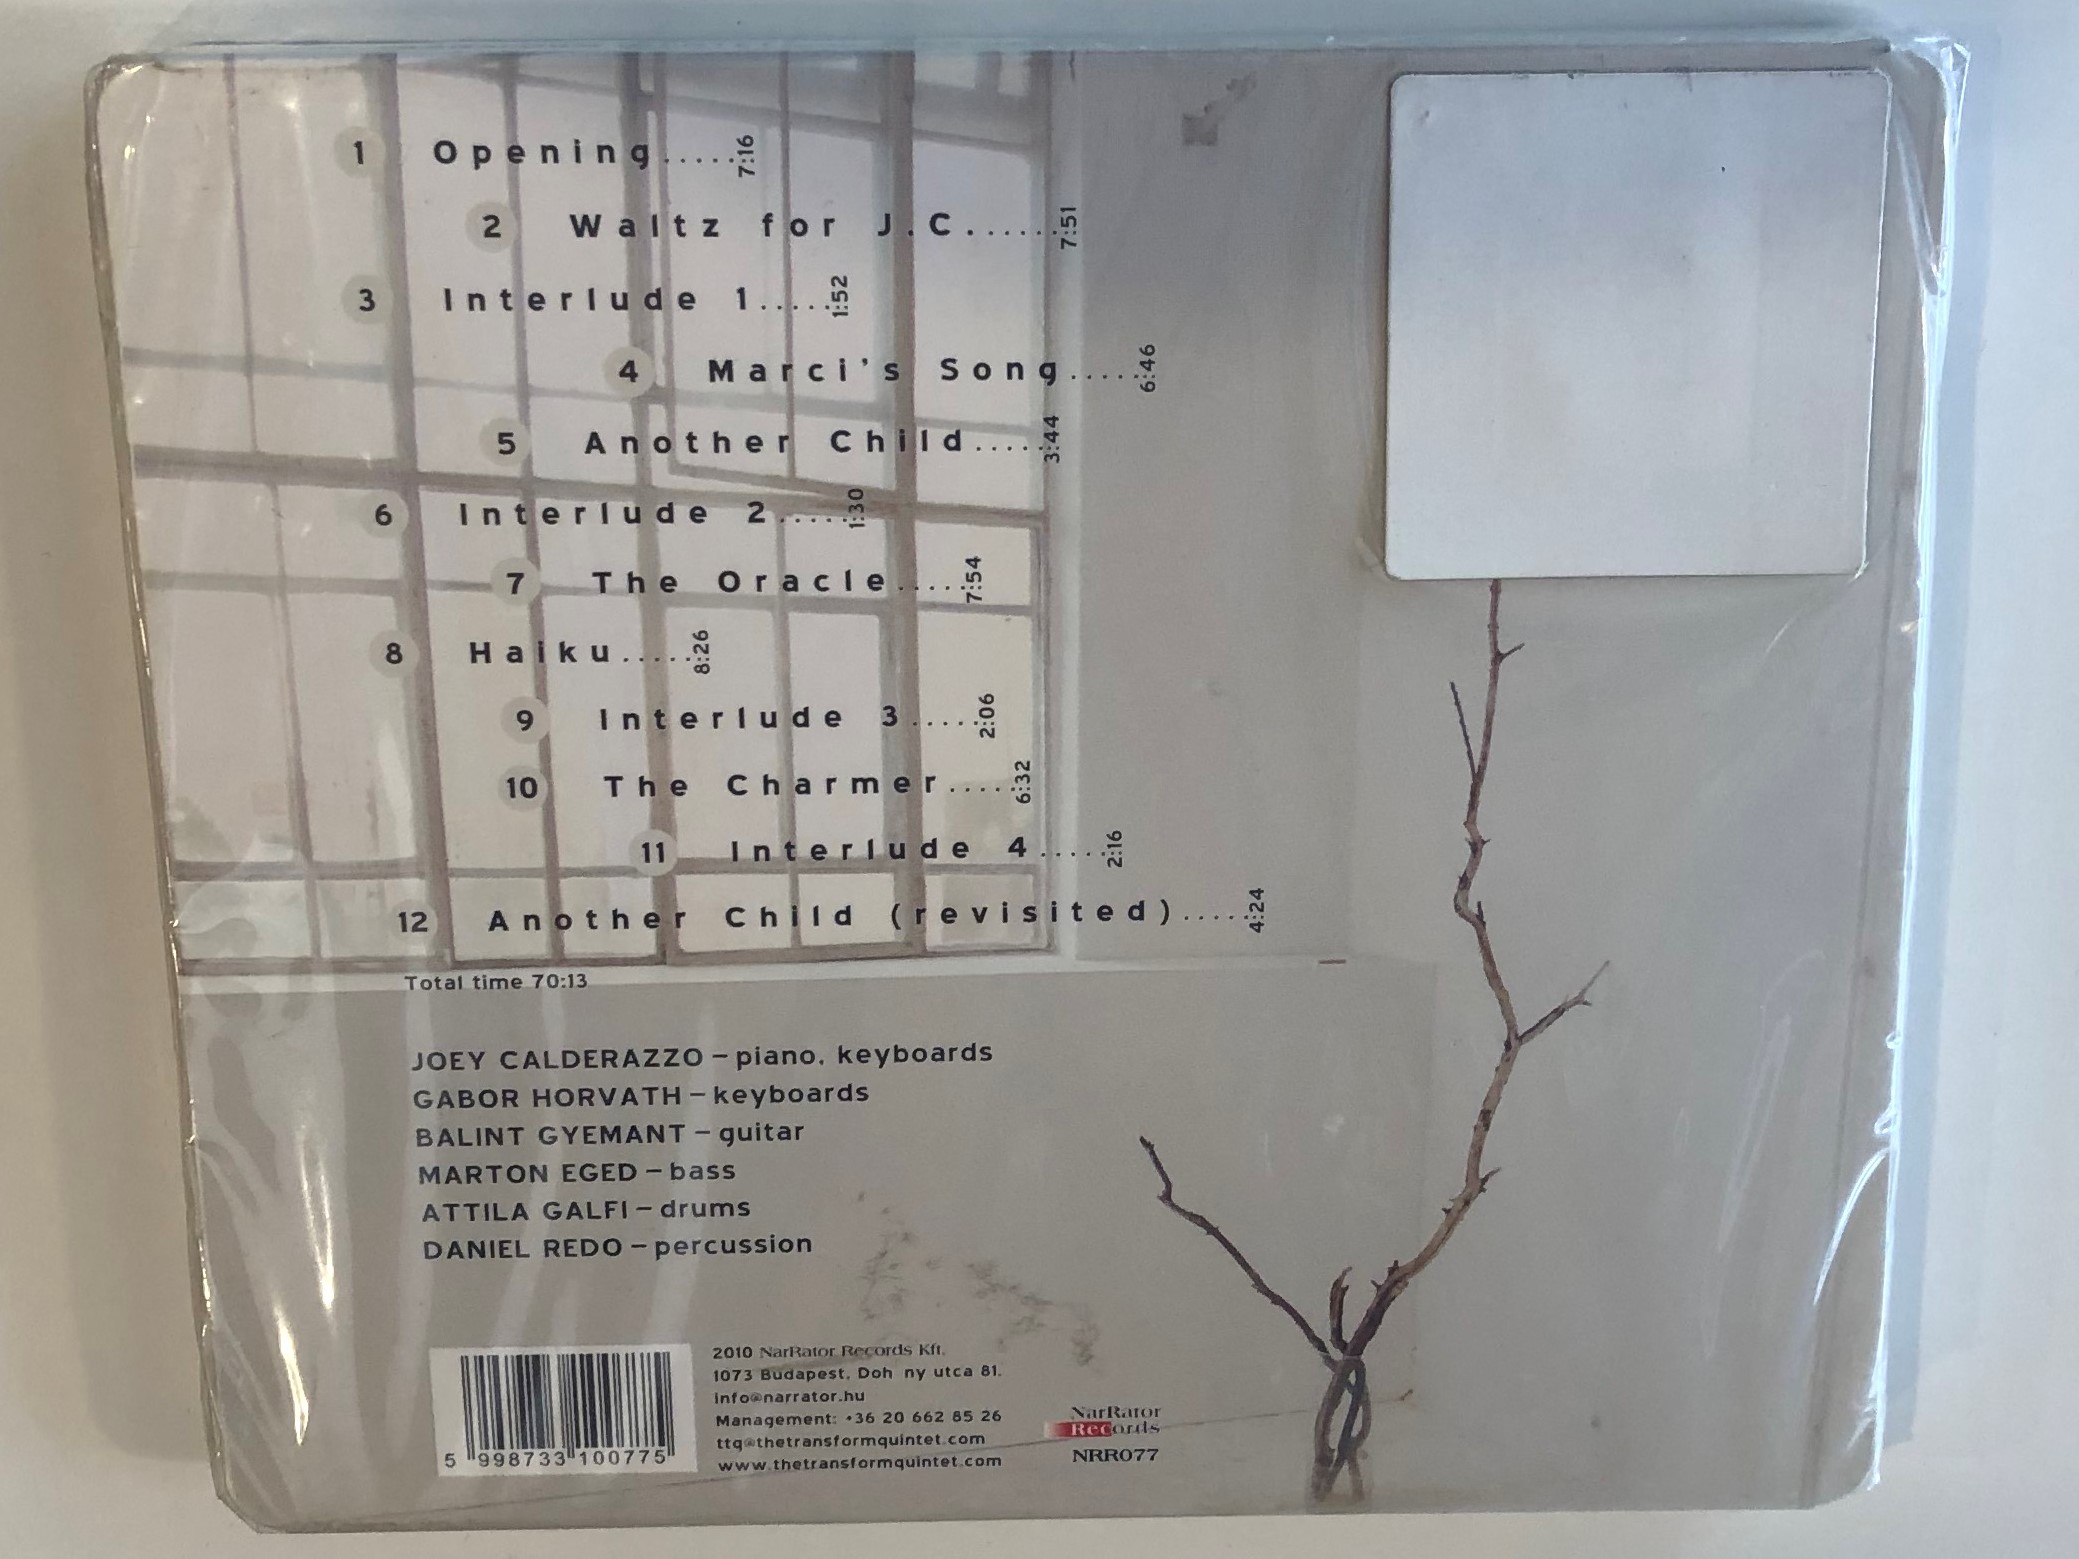 1 Opening.....7:16
2 Waltz for J.C......7:51
3 Interlude 1.....1:52
4 Marci's Song.....6:46
5 Another Child.....3:44
6 Interlude 2.....1:30
7 The Oracle.....7:54
8 Haiku.....8:26
9 Interlude 3.....2:06
10 The Charmer.....6:32
11 Interlude 4.....2:16
12 Another Child (revisited).....4:24
Total time 70:13
JOEY CALDERAZZO – piano, keyboards
GABOR HORVATH – keyboards
BALINT GYEMANT – guitar
MARTON EGED – bass
ATTILA GALFI – drums
DANIEL REDO – percussion
5 998733 100775
2010 NarRator Records Kft.
1073 Budapest, Doh ny utca 81.
info@narrator.hu
Management: +36 20 662 85 26
ttq@thetransformquintet.com
www.thetransformquintet.com
NarRator
Records
NRR077